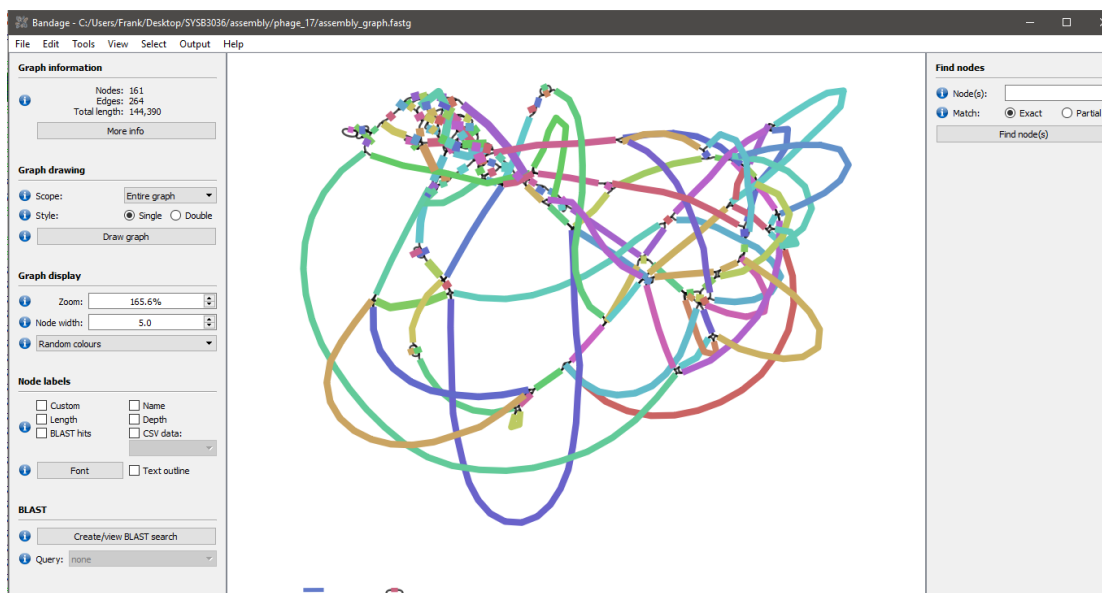 Bandage - C:/Users/Frank/Desktop/SYSB3036/assembly/phage_17/assembly_graph.fastg
File Edit Tools View Select Output Help
Graph information
Nodes: 161
Edges: 264
Total length: 144,390
More info
Graph drawing
Scope: Entire graph
Style: Single Double
Draw graph
Graph display
Zoom: 165.6%
Node width: 5.0
Random colours
Node labels
Custom Name
Length Depth
BLAST hits CSV data:
Font Text outline
BLAST
Create/view BLAST search
Query: none
Find nodes
Node(s):
Match: Exact Partial
Find node(s)